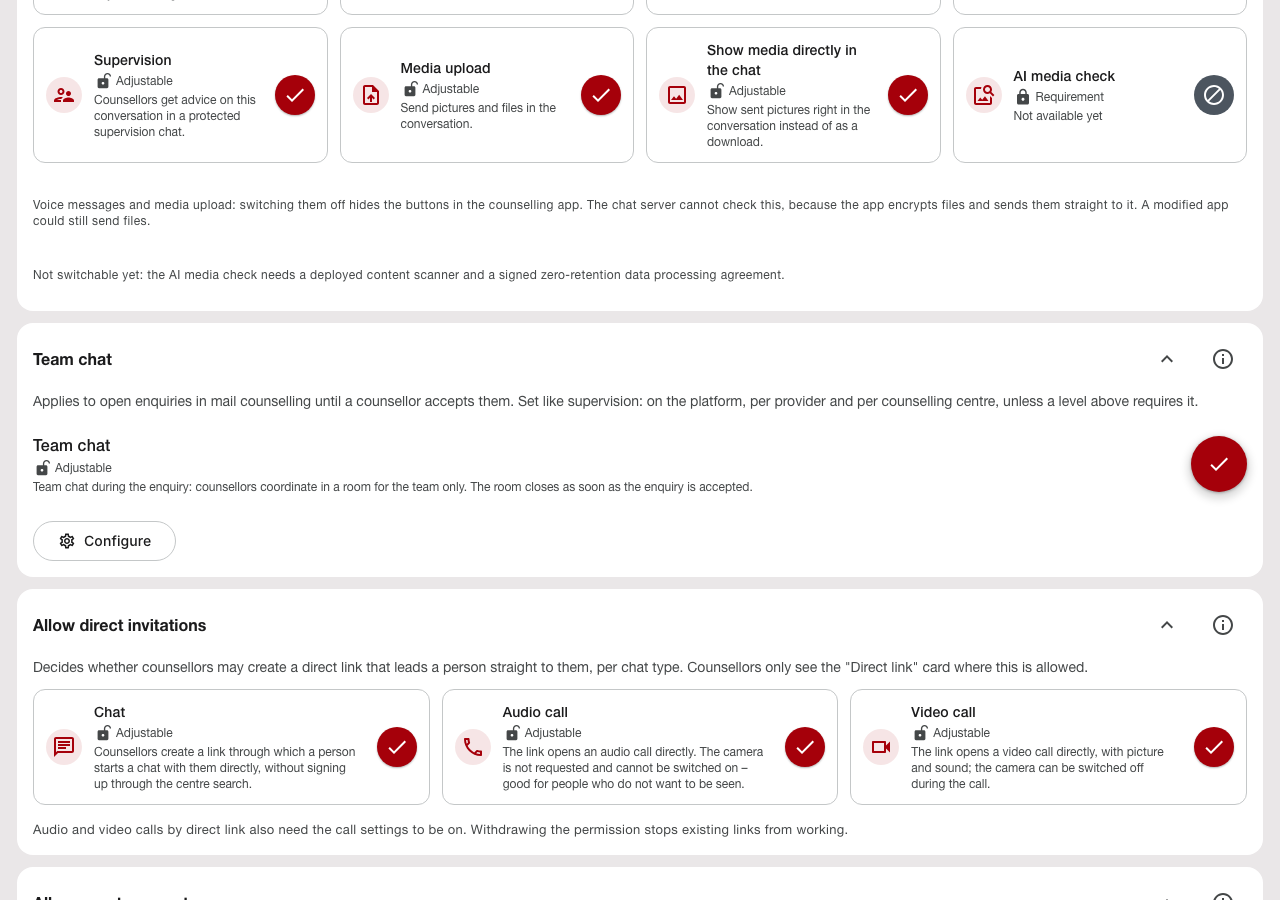 Supervision
Adjustable
Counsellors get advice on this
conversation in a protected
supervision chat.
Media upload
Adjustable
Send pictures and files in the
conversation.
Show media directly in
the chat
Adjustable
Show sent pictures right in the
conversation instead of as a
download.
AI media check
Requirement
Not available yet
Voice messages and media upload: switching them off hides the buttons in the counselling app. The chat server cannot check this, because the app encrypts files and sends them straight to it. A modified app
could still send files.
Not switchable yet: the AI media check needs a deployed content scanner and a signed zero-retention data processing agreement.
Team chat
Applies to open enquiries in mail counselling until a counsellor accepts them. Set like supervision: on the platform, per provider and per counselling centre, unless a level above requires it.
Team chat
Adjustable
Team chat during the enquiry: counsellors coordinate in a room for the team only. The room closes as soon as the enquiry is accepted.
Configure
Allow direct invitations
Decides whether counsellors may create a direct link that leads a person straight to them, per chat type. Counsellors only see the "Direct link" card where this is allowed.
Chat
Adjustable
Counsellors create a link through which a person
starts a chat with them directly, without signing
up through the centre search.
Audio call
Adjustable
The link opens an audio call directly. The camera
is not requested and cannot be switched on –
good for people who do not want to be seen.
Video call
Adjustable
The link opens a video call directly, with picture
and sound; the camera can be switched off
during the call.
Audio and video calls by direct link also need the call settings to be on. Withdrawing the permission stops existing links from working.